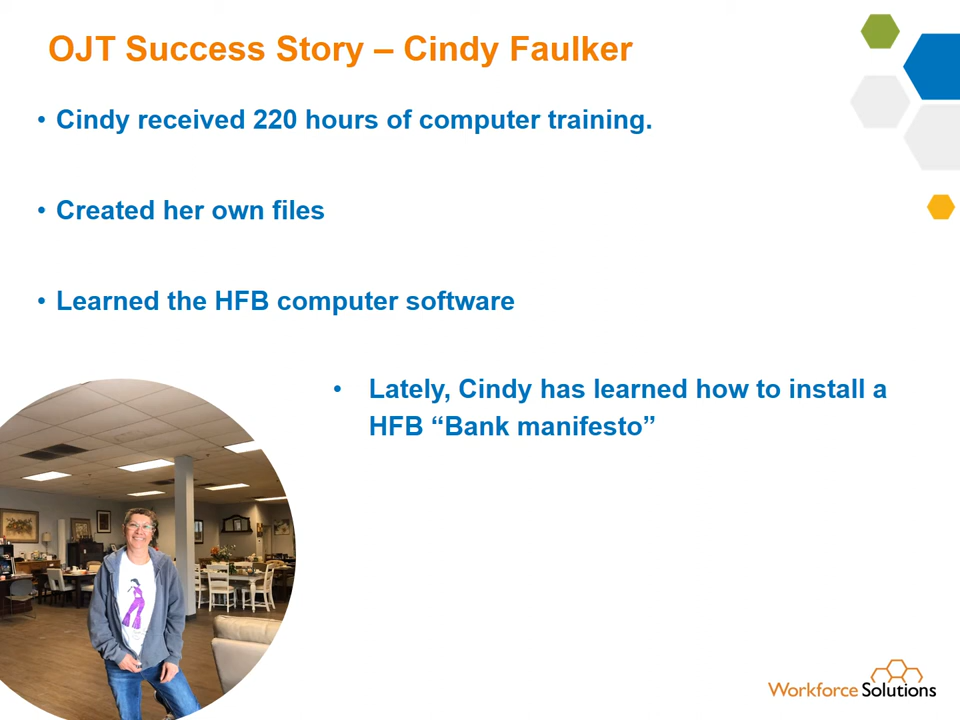 OJT Success Story – Cindy Faulker
• Cindy received 220 hours of computer training.
• Created her own files
• Learned the HFB computer software
• Lately, Cindy has learned how to install a
HFB “Bank manifesto”
Workforce Solutions